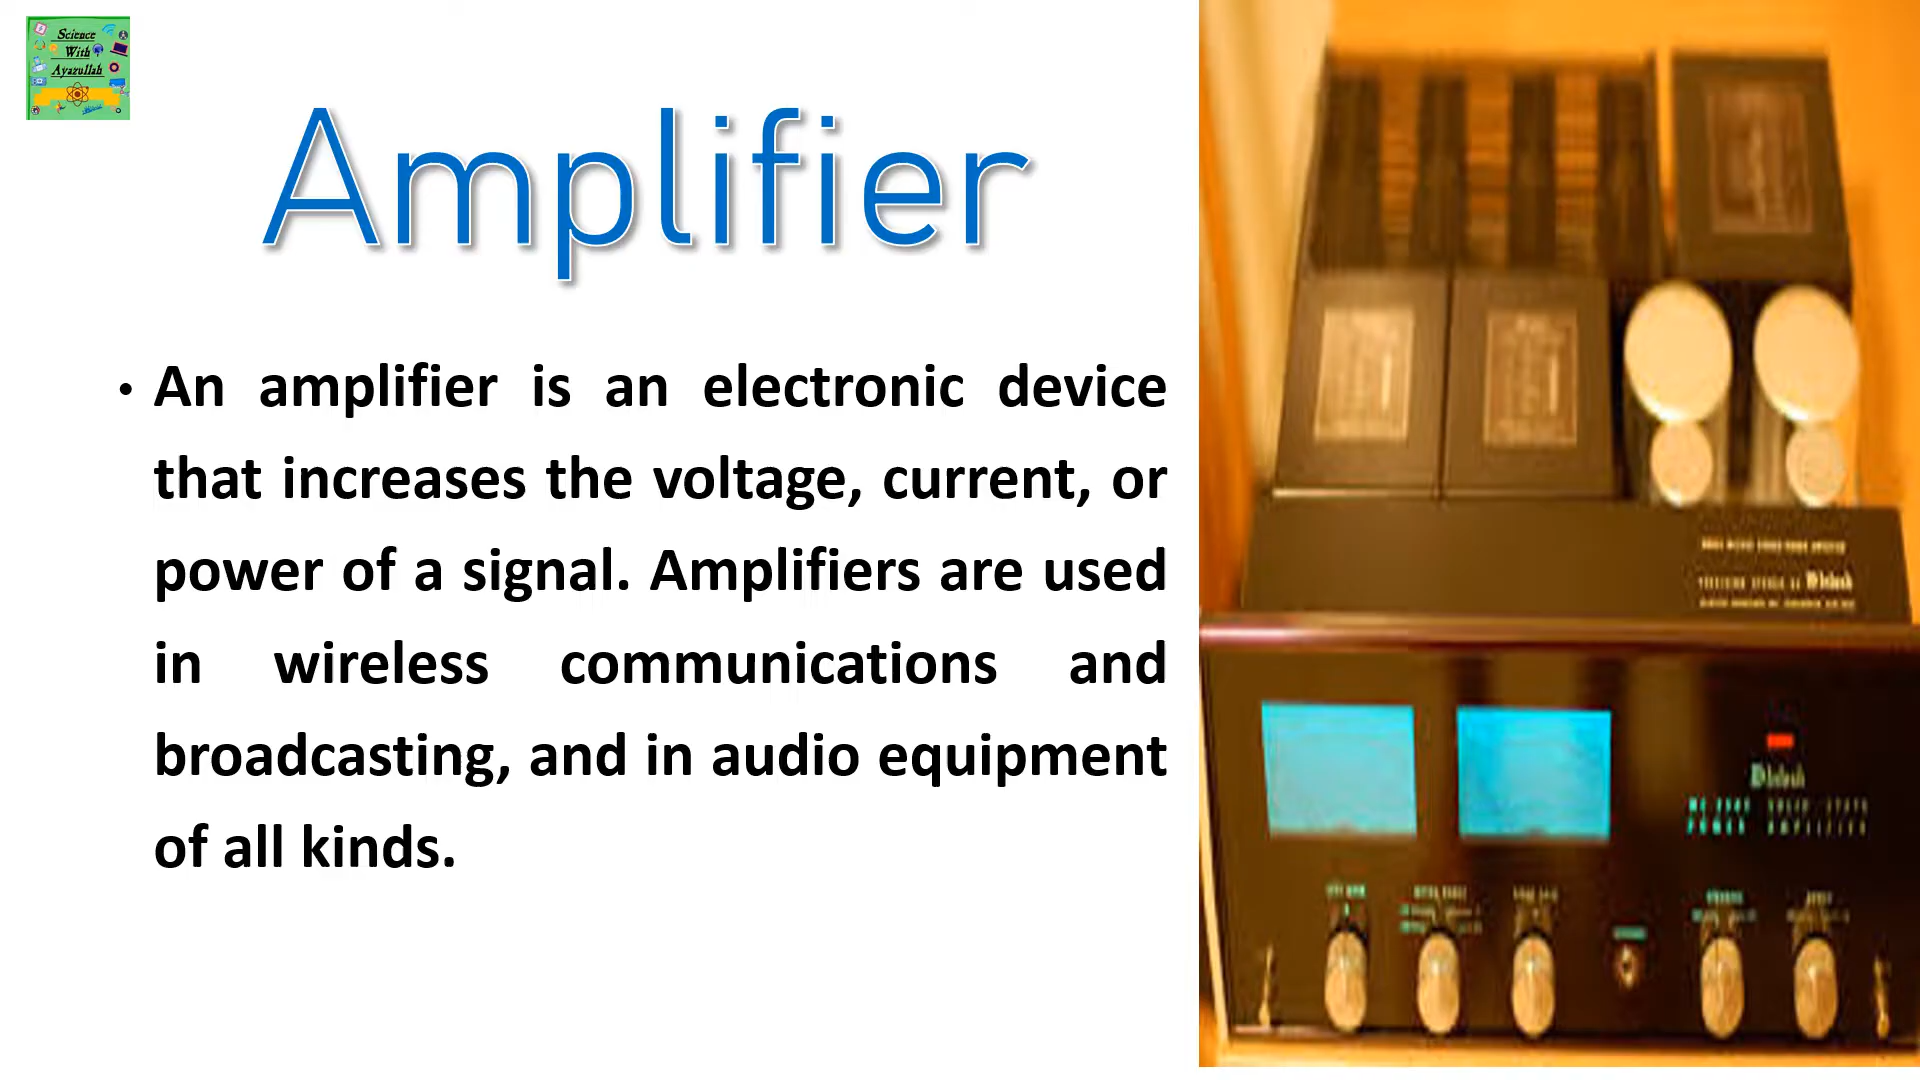 Science
With
Ayazullah
Amplifier
• An amplifier is an electronic device
that increases the voltage, current, or
power of a signal. Amplifiers are used
in wireless communications and
broadcasting, and in audio equipment
of all kinds.